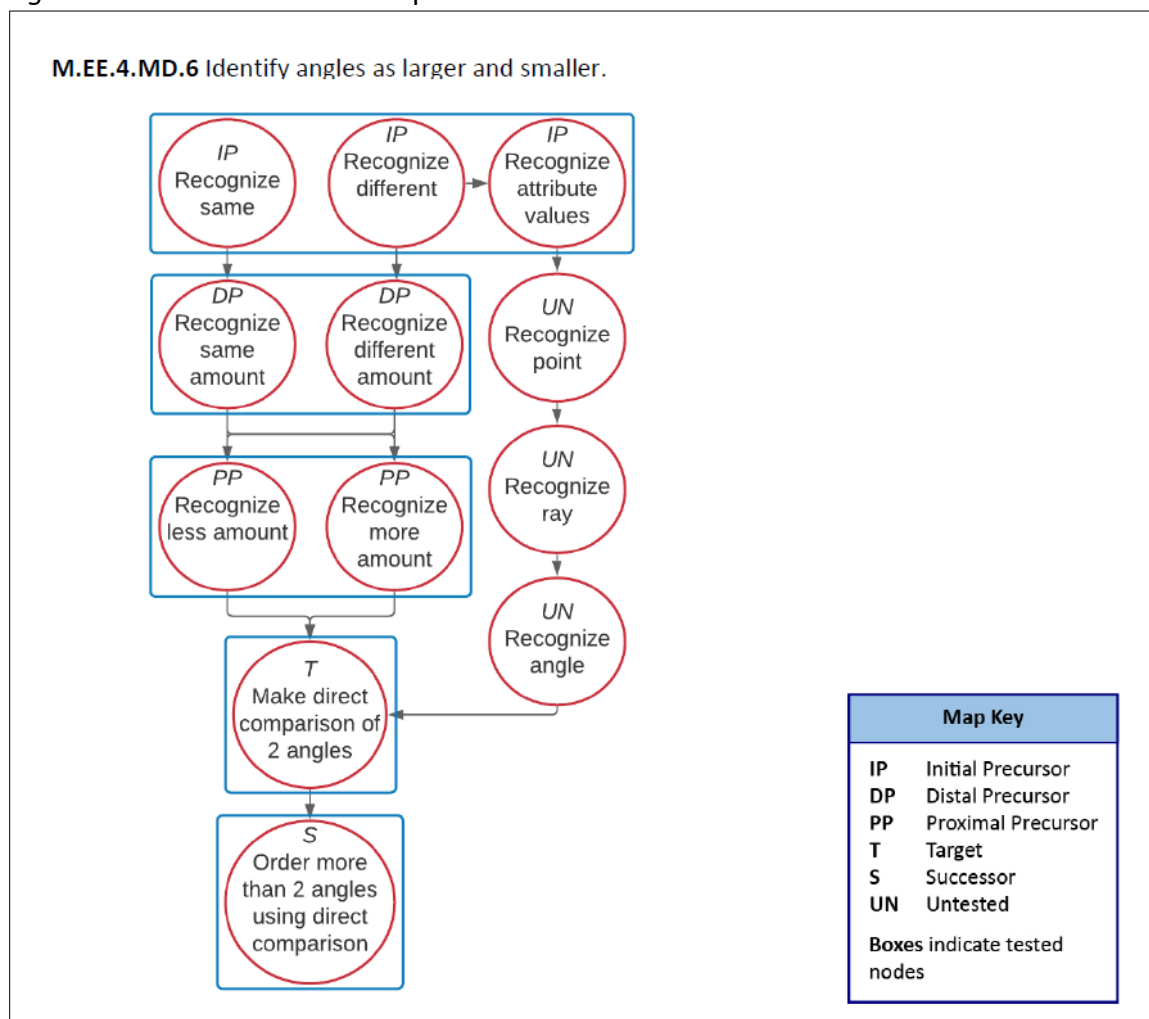 M.EE.4.MD.6 Identify angles as larger and smaller.
IP
Recognize
same
IP
Recognize
different
IP
Recognize
attribute
values
DP
Recognize
same
amount
DP
Recognize
different
amount
UN
Recognize
point
PP
Recognize
less amount
PP
Recognize
more
amount
UN
Recognize
ray
UN
Recognize
angle
T
Make direct
comparison of
2 angles
S
Order more
than 2 angles
using direct
comparison
Map Key
IP Initial Precursor
DP Distal Precursor
PP Proximal Precursor
T Target
S Successor
UN Untested
Boxes indicate tested
nodes